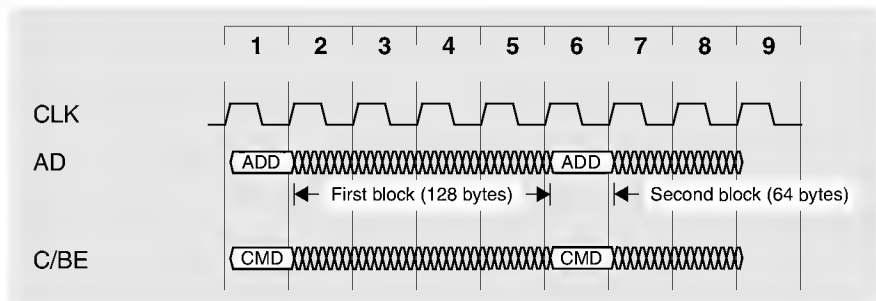 1 2 3 4 5 6 7 8 9
CLK
AD ADD ADD
First block (128 bytes) Second block (64 bytes)
C/BE CMD CMD